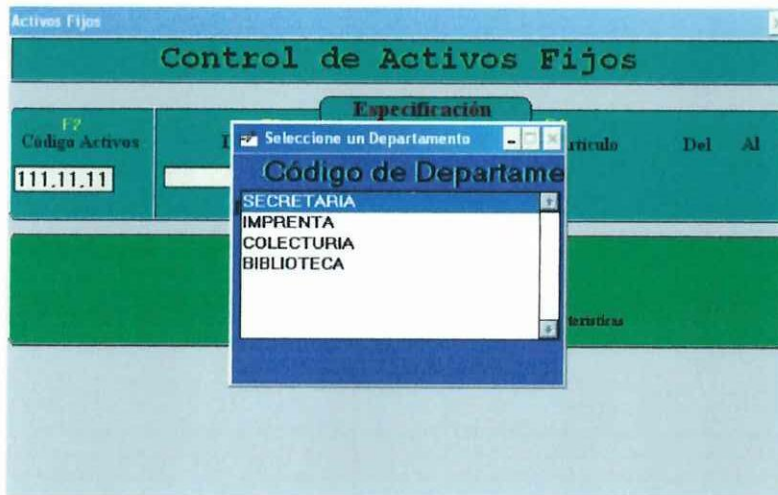 Activos Fijos
Control de Activos Fijos
Especificación
F2
Código Activos
Del Al
111.11.11
Seleccione un Departamento
Código de Departame
SECRETARIA
IMPRENTA
COLECTURIA
BIBLIOTECA